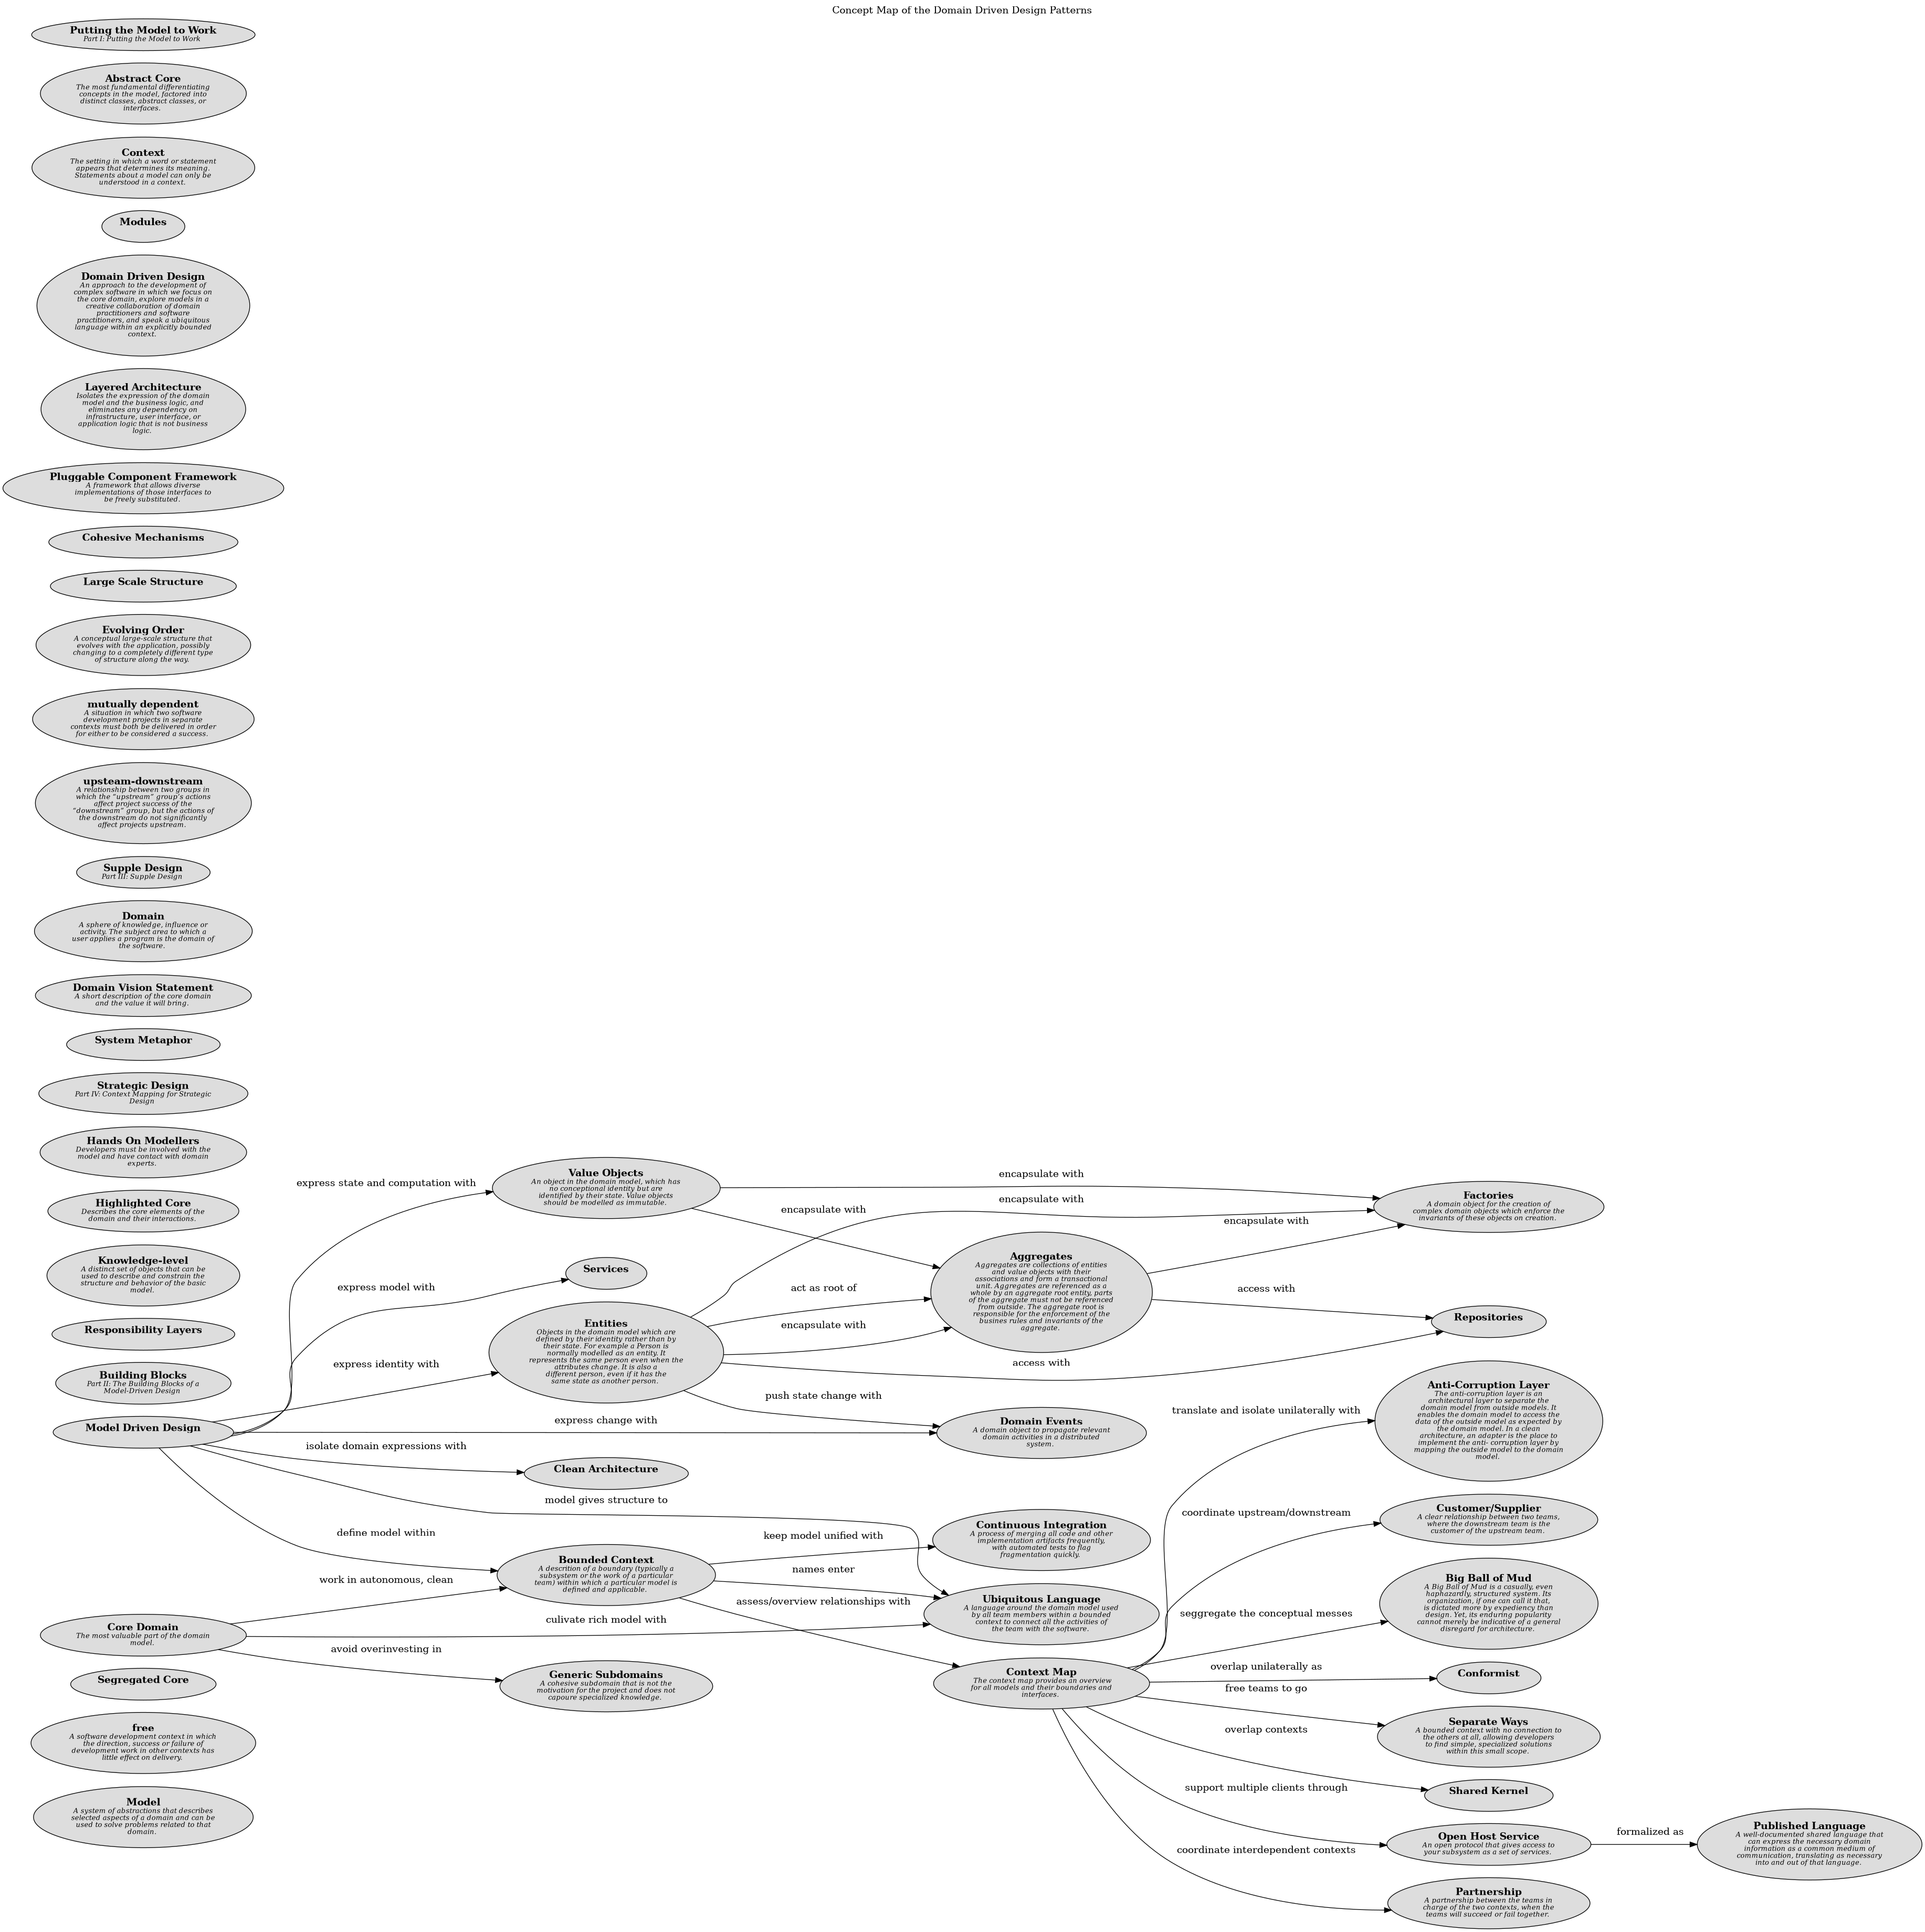 Concept Map of the Domain Driven Design Patterns
Putting the Model to Work
Part I: Putting the Model to Work
Abstract Core
The most fundamental differentiating
concepts in the model, factored into
distinct classes, abstract classes, or
interfaces.
Context
The setting in which a word or statement
appears that determines its meaning.
Statements about a model can only be
understood in a context.
Modules
Domain Driven Design
An approach to the development of
complex software in which we focus on
the core domain, explore models in a
creative collaboration of domain
practitioners and software
practitioners, and speak a ubiquitous
language within an explicitly bounded
context.
Layered Architecture
Isolates the expression of the domain
model and the business logic, and
eliminates any dependency on
infrastructure, user interface, or
application logic that is not business
logic.
Pluggable Component Framework
A framework that allows diverse
implementations of those interfaces to
be freely substituted.
Cohesive Mechanisms
Large Scale Structure
Evolving Order
A conceptual large-scale structure that
evolves with the application, possibly
changing to a completely different type
of structure along the way.
mutually dependent
A situation in which two software
development projects in separate
contexts must both be delivered in order
for either to be considered a success.
upsteam-downstream
A relationship between two groups in
which the “upstream” group’s actions
affect project success of the
“downstream” group, but the actions of
the downstream do not significantly
affect projects upstream.
Supple Design
Part III: Supple Design
Domain
A sphere of knowledge, influence or
activity. The subject area to which a
user applies a program is the domain of
the software.
Domain Vision Statement
A short description of the core domain
and the value it will bring.
System Metaphor
Strategic Design
Part IV: Context Mapping for Strategic
Design
Hands On Modellers
Developers must be involved with the
model and have contact with domain
experts.
Highlighted Core
Describes the core elements of the
domain and their interactions.
Knowledge-level
A distinct set of objects that can be
used to describe and constrain the
structure and behavior of the basic
model.
Responsibility Layers
Building Blocks
Part II: The Building Blocks of a
Model-Driven Design
Model Driven Design
Core Domain
The most valuable part of the domain
model.
Segregated Core
free
A software development context in which
the direction, success or failure of
development work in other contexts has
little effect on delivery.
Model
A system of abstractions that describes
selected aspects of a domain and can be
used to solve problems related to that
domain.
express state and computation with
express model with
express identity with
express change with
isolate domain expressions with
model gives structure to
define model within
work in autonomous, clean
culivate rich model with
avoid overinvesting in
Value Objects
An object in the domain model, which has
no conceptional identity but are
identified by their state. Value objects
should be modelled as immutable.
Services
Entities
Objects in the domain model which are
defined by their identity rather than by
their state. For example a Person is
normally modelled as an entity. It
represents the same person even when the
attributes change. It is also a
different person, even if it has the
same state as another person.
Clean Architecture
Bounded Context
A descrition of a boundary (typically a
subsystem or the work of a particular
team) within which a particular model is
defined and applicable.
Generic Subdomains
A cohesive subdomain that is not the
motivation for the project and does not
capoure specialized knowledge.
encapsulate with
encapsulate with
encapsulate with
act as root of
encapsulate with
access with
push state change with
keep model unified with
names enter
assess/overview relationships with
Aggregates
Aggregates are collections of entities
and value objects with their
associations and form a transactional
unit. Aggregates are referenced as a
whole by an aggregate root entity, parts
of the aggregate must not be referenced
from outside. The aggregate root is
responsible for the enforcement of the
busines rules and invariants of the
aggregate.
Domain Events
A domain object to propagate relevant
domain activities in a distributed
system.
Continuous Integration
A process of merging all code and other
implementation artifacts frequently,
with automated tests to flag
fragmentation quickly.
Ubiquitous Language
A language around the domain model used
by all team members within a bounded
context to connect all the activities of
the team with the software.
Context Map
The context map provides an overview
for all models and their boundaries and
interfaces.
encapsulate with
access with
translate and isolate unilaterally with
coordinate upstream/downstream
seggregate the conceptual messes
overlap unilaterally as
free teams to go
overlap contexts
support multiple clients through
coordinate interdependent contexts
Factories
A domain object for the creation of
complex domain objects which enforce the
invariants of these objects on creation.
Repositories
Anti-Corruption Layer
The anti-corruption layer is an
architectural layer to separate the
domain model from outside models. It
enables the domain model to access the
data of the outside model as expected by
the domain model. In a clean
architecture, an adapter is the place to
implement the anti- corruption layer by
mapping the outside model to the domain
model.
Customer/Supplier
A clear relationship between two teams,
where the downstream team is the
customer of the upstream team.
Big Ball of Mud
A Big Ball of Mud is a casually, even
haphazardly, structured system. Its
organization, if one can call it that,
is dictated more by expediency than
design. Yet, its enduring popularity
cannot merely be indicative of a general
disregard for architecture.
Conformist
Separate Ways
A bounded context with no connection to
the others at all, allowing developers
to find simple, specialized solutions
within this small scope.
Shared Kernel
Open Host Service
An open protocol that gives access to
your subsystem as a set of services.
Partnership
A partnership between the teams in
charge of the two contexts, when the
teams will succeed or fail together.
formalized as
Published Language
A well-documented shared language that
can express the necessary domain
information as a common medium of
communication, translating as necessary
into and out of that language.